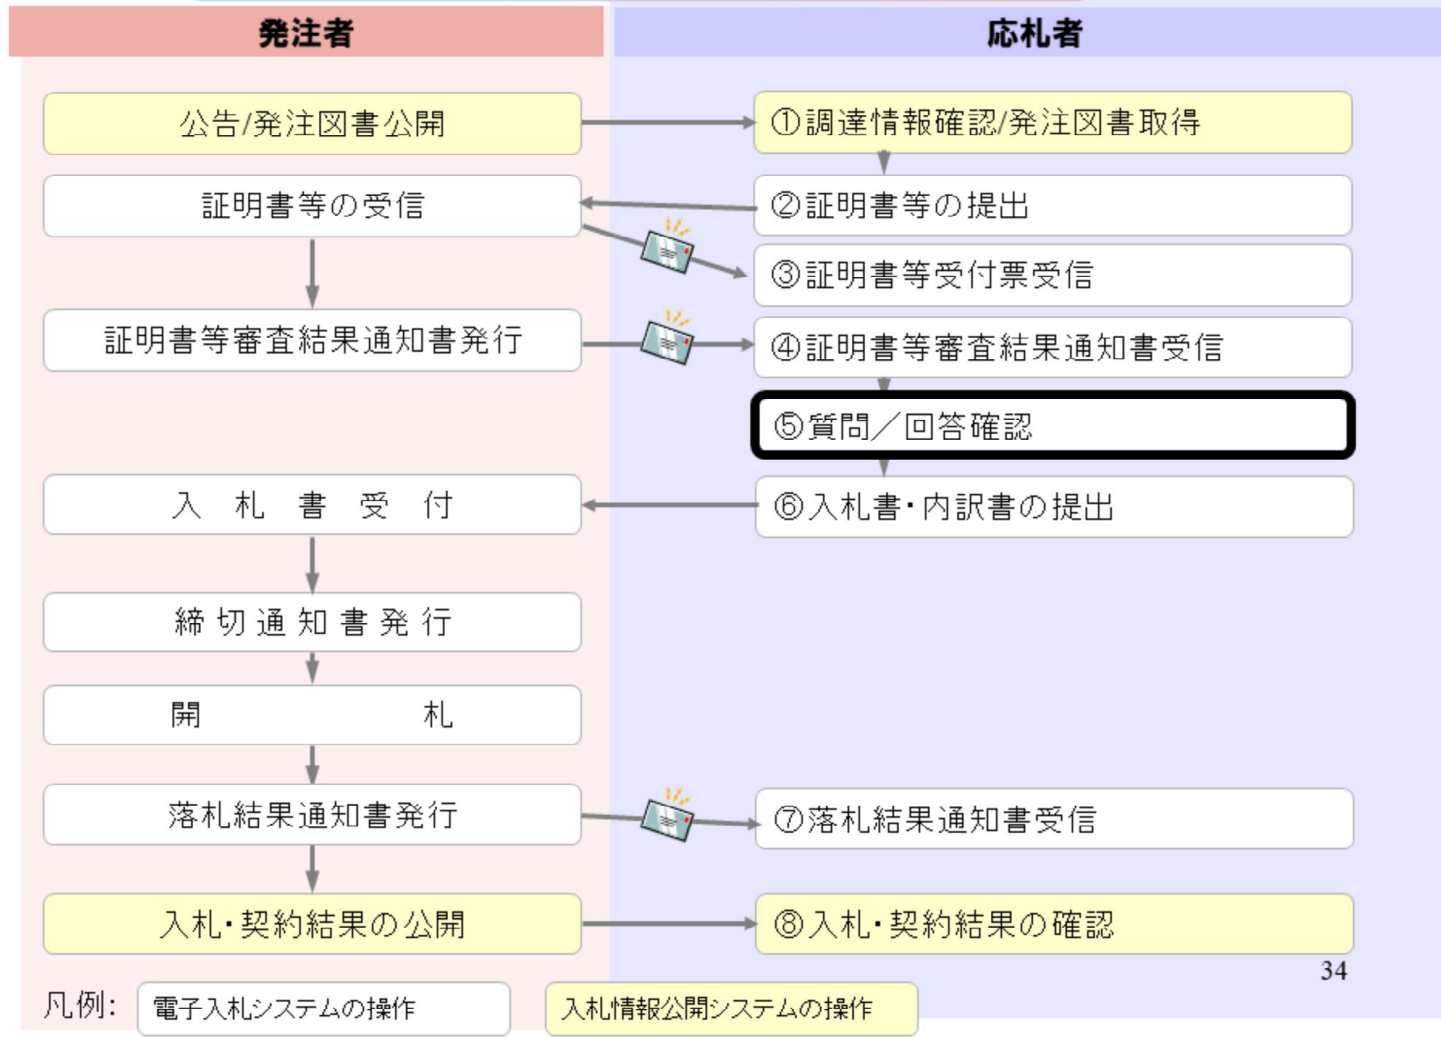 発注者
応札者
公告/発注図書公開
①調達情報確認/発注図書取得
証明書等の受信
②証明書等の提出
③証明書等受付票受信
証明書等審査結果通知書発行
④証明書等審査結果通知書受信
⑤質問／回答確認
入札書受付
⑥入札書・内訳書の提出
締切通知書発行
開札
落札結果通知書発行
⑦落札結果通知書受信
入札・契約結果の公開
⑧入札・契約結果の確認
34
凡例:
電子入札システムの操作
入札情報公開システムの操作